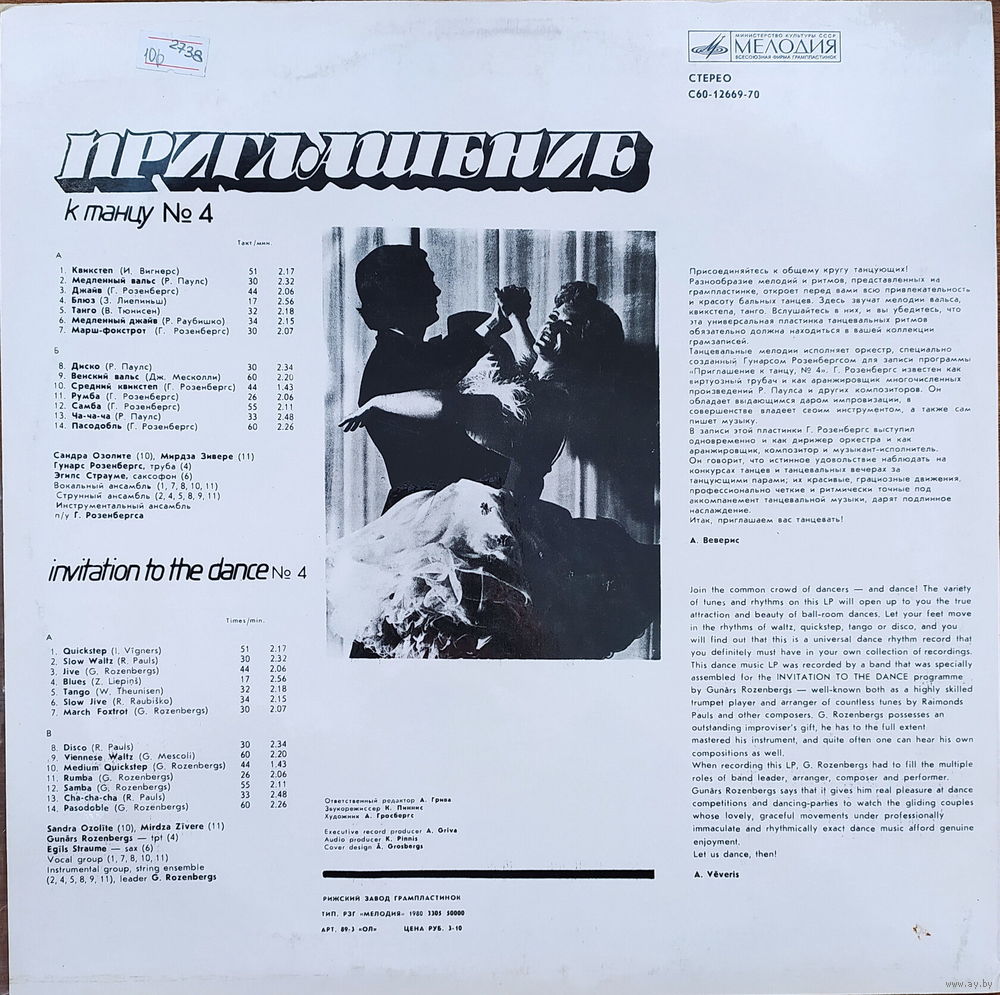 10р 2738
МИНИСТЕРСТВО КУЛЬТУРЫ СССР
МЕЛОДИЯ
ВСЕСОЮЗНАЯ ФИРМА ГРАМПЛАСТИНОК
СТЕРЕО
С60-12669-70
ПРИГЛАШЕНИЕ
к танцу № 4
Такт/мин.
А
1. Квикстеп (И. Вигнерс) 51 2.17
2. Медленный вальс (Р. Паулс) 30 2.32
3. Джайв (Г. Розенбергс) 44 2.06
4. Блюз (З. Лиепиньш) 17 2.56
5. Танго (В. Тюнисен) 32 2.18
6. Медленный джайв (Р. Раубишко) 34 2.15
7. Марш-фокстрот (Г. Розенбергс) 30 2.07
Б
8. Диско (Р. Паулс) 30 2.34
9. Венский вальс (Дж. Месколли) 60 2.20
10. Средний квикстеп (Г. Розенбергс) 44 1.43
11. Румба (Г. Розенбергс) 26 2.06
12. Самба (Г. Розенбергс) 55 2.11
13. Ча-ча-ча (Р. Паулс) 33 2.48
14. Пасодобль (Г. Розенбергс) 60 2.26
Сандра Озолите (10), Мирдза Зивере (11)
Гунарс Розенбергс, труба (4)
Эгилс Страуме, саксофон (6)
Вокальный ансамбль (1, 7, 8, 10, 11)
Струнный ансамбль (2, 4, 5, 8, 9, 11)
Инструментальный ансамбль
п/у Г. Розенбергса
invitation to the dance № 4
Times/min.
A
1. Quickstep (I. Vīgners) 51 2.17
2. Slow Waltz (R. Pauls) 30 2.32
3. Jive (G. Rozenbergs) 44 2.06
4. Blues (Z. Liepiņš) 17 2.56
5. Tango (W. Theunisen) 32 2.18
6. Slow Jive (R. Raubiško) 34 2.15
7. March Foxtrot (G. Rozenbergs) 30 2.07
B
8. Disco (R. Pauls) 30 2.34
9. Viennese Waltz (G. Mescoli) 60 2.20
10. Medium Quickstep (G. Rozenbergs) 44 1.43
11. Rumba (G. Rozenbergs) 26 2.06
12. Samba (G. Rozenbergs) 55 2.11
13. Cha-cha-cha (R. Pauls) 33 2.48
14. Pasodoble (G. Rozenbergs) 60 2.26
Sandra Ozolīte (10), Mirdza Zīvere (11)
Gunārs Rozenbergs — tpt (4)
Egīls Straume — sax (6)
Vocal group (1, 7, 8, 10, 11)
Instrumental group, string ensemble
(2, 4, 5, 8, 9, 11), leader G. Rozenbergs
Ответственный редактор А. Грива
Звукорежиссер К. Пиннис
Художник А. Гросбергс
Executive record producer A. Griva
Audio producer K. Pinnis
Cover design Ā. Grosbergs
РИЖСКИЙ ЗАВОД ГРАМПЛАСТИНОК
ТИП. РЗГ «МЕЛОДИЯ» 1980 3305 50000
АРТ. 89-3 «ОЛ» ЦЕНА РУБ. 3-10
Присоединяйтесь к общему кругу танцующих!
Разнообразие мелодий и ритмов, представленных на
грампластинке, откроет перед вами всю привлекательность
и красоту бальных танцев. Здесь звучат мелодии вальса,
квикстепа, танго. Вслушайтесь в них, и вы убедитесь, что
эта универсальная пластинка танцевальных ритмов
обязательно должна находиться в вашей коллекции
грамзаписей.
Танцевальные мелодии исполняет оркестр, специально
созданный Гунарсом Розенбергсом для записи программы
«Приглашение к танцу, № 4». Г. Розенбергс известен как
виртуозный трубач и как аранжировщик многочисленных
произведений Р. Паулса и других композиторов. Он
обладает выдающимся даром импровизации, в
совершенстве владеет своим инструментом, а также сам
пишет музыку.
В записи этой пластинки Г. Розенбергс выступил
одновременно и как дирижер оркестра и как
аранжировщик, композитор и музыкант-исполнитель.
Он говорит, что истинное удовольствие наблюдать на
конкурсах танцев и танцевальных вечерах за
танцующими парами; их красивые, грациозные движения,
профессионально четкие и ритмически точные под
аккомпанемент танцевальной музыки, дарят подлинное
наслаждение.
Итак, приглашаем вас танцевать!
А. Веверис
Join the common crowd of dancers — and dance! The variety
of tunes and rhythms on this LP will open up to you the true
attraction and beauty of ball-room dances. Let your feet move
in the rhythms of waltz, quickstep, tango or disco, and you
will find out that this is a universal dance rhythm record that
you definitely must have in your own collection of recordings.
This dance music LP was recorded by a band that was specially
assembled for the INVITATION TO THE DANCE programme
by Gunārs Rozenbergs — well-known both as a highly skilled
trumpet player and arranger of countless tunes by Raimonds
Pauls and other composers. G. Rozenbergs possesses an
outstanding improviser's gift, he has to the full extent
mastered his instrument, and quite often one can hear his own
compositions as well.
When recording this LP, G. Rozenbergs had to fill the multiple
roles of band leader, arranger, composer and performer.
Gunārs Rozenbergs says that it gives him real pleasure at dance
competitions and dancing-parties to watch the gliding couples
whose lovely, graceful movements under professionally
immaculate and rhythmically exact dance music afford genuine
enjoyment.
Let us dance, then!
A. Vēveris
www.ay.by